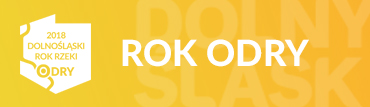 2018
DOLNOŚLĄSKI
ROK RZEKI
ODRY
ROK ODRY
DOLNY
ŚLĄSK